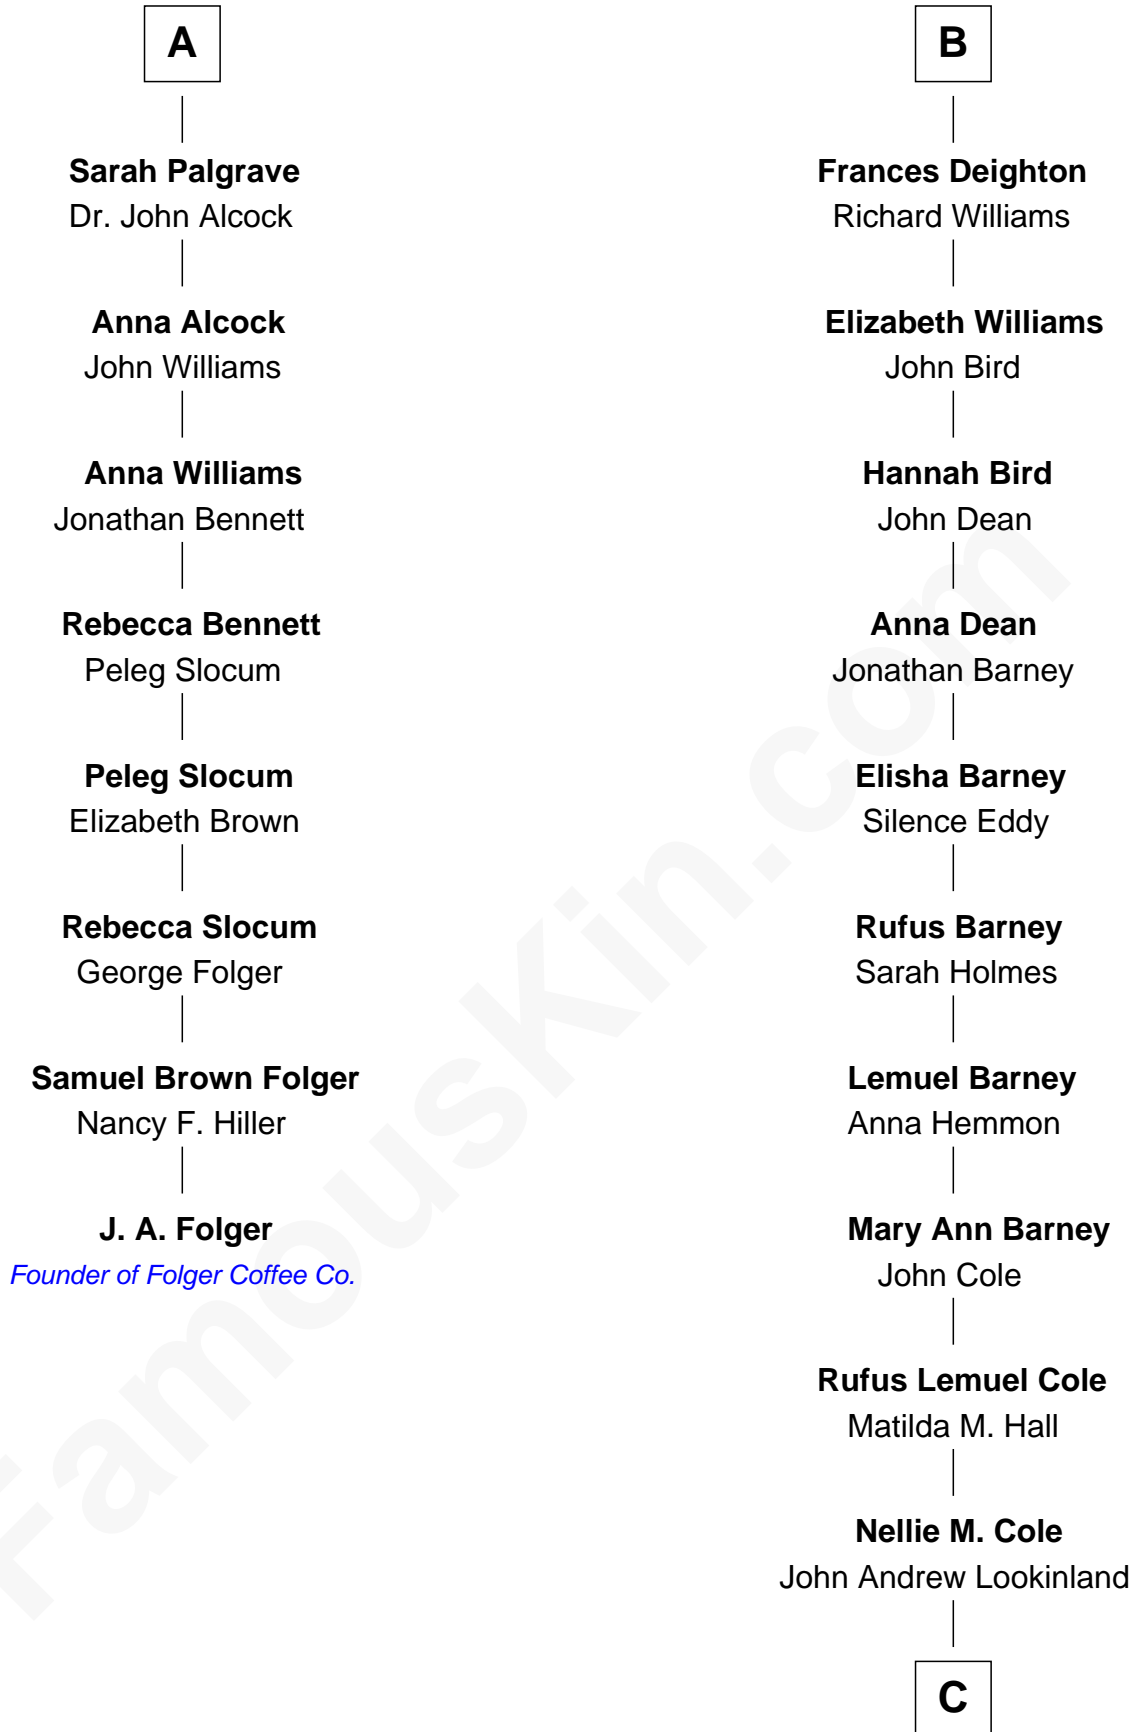 A
Sarah Palgrave
Dr. John Alcock
Anna Alcock
John Williams
Anna Williams
Jonathan Bennett
Rebecca Bennett
Peleg Slocum
Peleg Slocum
Elizabeth Brown
Rebecca Slocum
George Folger
Samuel Brown Folger
Nancy F. Hiller
J. A. Folger
Founder of Folger Coffee Co.
B
Frances Deighton
Richard Williams
Elizabeth Williams
John Bird
Hannah Bird
John Dean
Anna Dean
Jonathan Barney
Elisha Barney
Silence Eddy
Rufus Barney
Sarah Holmes
Lemuel Barney
Anna Hemmon
Mary Ann Barney
John Cole
Rufus Lemuel Cole
Matilda M. Hall
Nellie M. Cole
John Andrew Lookinland
C
FamousKin.com